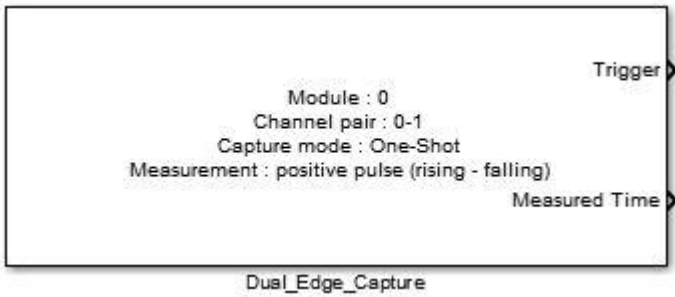 Trigger
Module : 0
Channel pair : 0-1
Capture mode : One-Shot
Measurement : positive pulse (rising - falling)
Measured Time
Dual_Edge_Capture